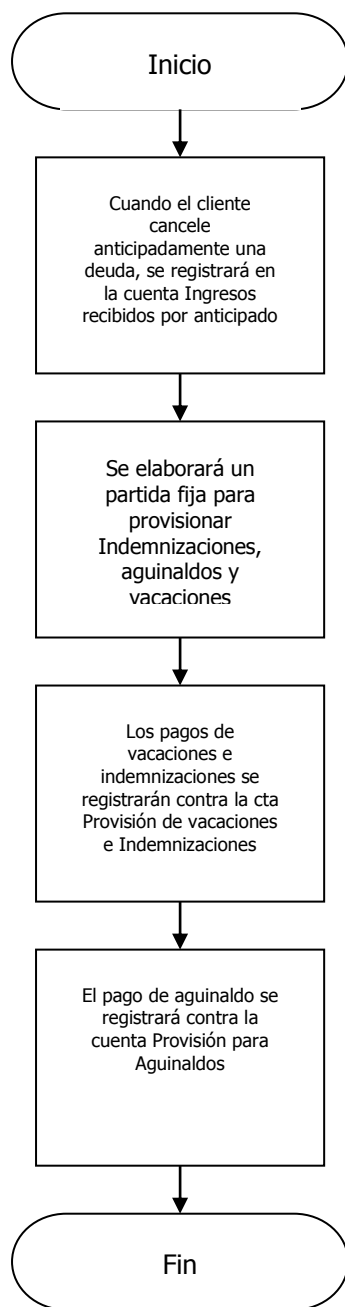 Inicio
Cuando el cliente
cancele
anticipadamente una
deuda, se registrará en
la cuenta Ingresos
recibidos por anticipado
Se elaborará un
partida fija para
provisionar
Indemnizaciones,
aguinaldos y
vacaciones
Los pagos de
vacaciones e
indemnizaciones se
registrarán contra la cta
Provisión de vacaciones
e Indemnizaciones
El pago de aguinaldo se
registrará contra la
cuenta Provisión para
Aguinaldos
Fin